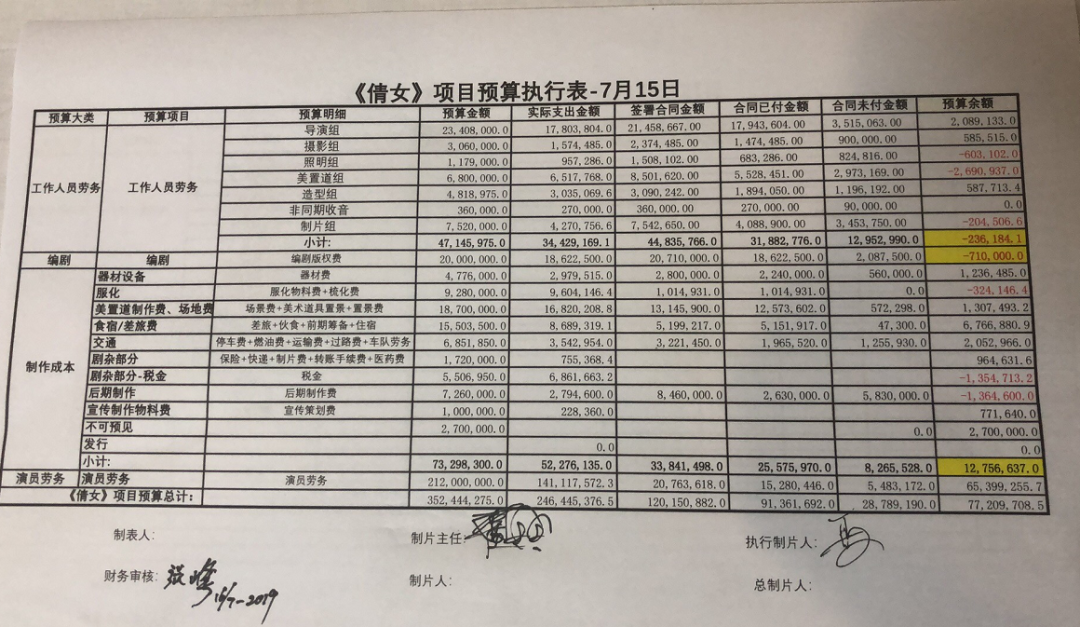 《倩女》项目预算执行表-7月15日
预算大类 预算项目 预算明细 预算金额 实际支出金额 签署合同金额 合同已付金额 合同未付金额 预算余额
工作人员劳务 工作人员劳务 导演组 23,408,000.0 17,803,804.0 21,458,667.00 17,943,604.00 3,515,063.00 2,089,133.0
摄影组 3,060,000.0 1,574,485.0 2,374,485.00 1,474,485.00 900,000.00 585,515.0
照明组 1,179,000.0 957,286.0 1,508,102.00 683,286.00 824,816.00 -603,102.0
美置道组 6,800,000.0 6,517,768.0 8,501,620.00 5,528,451.00 2,973,169.00 -2,690,937.0
造型组 4,818,975.0 3,035,069.6 3,090,242.00 1,894,050.00 1,196,192.00 587,713.4
非同期收音 360,000.0 270,000.0 360,000.00 270,000.00 90,000.00 0.0
制片组 7,520,000.0 4,270,756.6 7,542,650.00 4,088,900.00 3,453,750.00 -204,506.6
小计: 47,145,975.0 34,429,169.1 44,835,766.0 31,882,776.0 12,952,990.0 -236,184.1
编剧 编剧 编剧版权费 20,000,000.0 18,622,500.0 20,710,000.0 18,622,500.0 2,087,500.0 -710,000.0
制作成本 器材设备 器材费 4,776,000.0 2,979,515.0 2,800,000.0 2,240,000.0 560,000.0 1,236,485.0
服化 服化物料费+梳化费 9,280,000.0 9,604,146.4 1,014,931.0 1,014,931.0 0.0 -324,146.4
美置道制作费、场地费 场景费+美术道具置景+置景费 18,700,000.0 16,820,208.8 13,145,900.0 12,573,602.0 572,298.0 1,307,493.2
食宿/差旅费 差旅+伙食+前期筹备+住宿 15,503,500.0 8,689,319.1 5,199,217.0 5,151,917.0 47,300.0 6,766,880.9
交通 停车费+燃油费+运输费+过路费+车队劳务 6,851,850.0 3,542,954.0 3,221,450.0 1,965,520.0 1,255,930.0 2,052,966.0
剧杂部分 保险+快递+制片费+转账手续费+医药费 1,720,000.0 755,368.4 964,631.6
剧杂部分-税金 税金 5,506,950.0 6,861,663.2 -1,354,713.2
后期制作 后期制作费 7,260,000.0 2,794,600.0 8,460,000.0 2,630,000.0 5,830,000.0 -1,364,600.0
宣传制作物料费 宣传策划费 1,000,000.0 228,360.0 771,640.0
不可预见 2,700,000.0 0.0 2,700,000.0
发行 0.0 0.0
小计: 73,298,300.0 52,276,135.0 33,841,498.0 25,575,970.0 8,265,528.0 12,756,637.0
演员劳务 演员劳务 演员劳务 212,000,000.0 141,117,572.3 20,763,618.0 15,280,446.0 5,483,172.0 65,399,255.7
《倩女》项目预算总计: 352,444,275.0 246,445,376.5 120,150,882.0 91,361,692.0 28,789,190.0 77,209,708.5
制表人: 制片主任: 执行制片人:
财务审核: 制片人: 总制片人:
15/7-2019